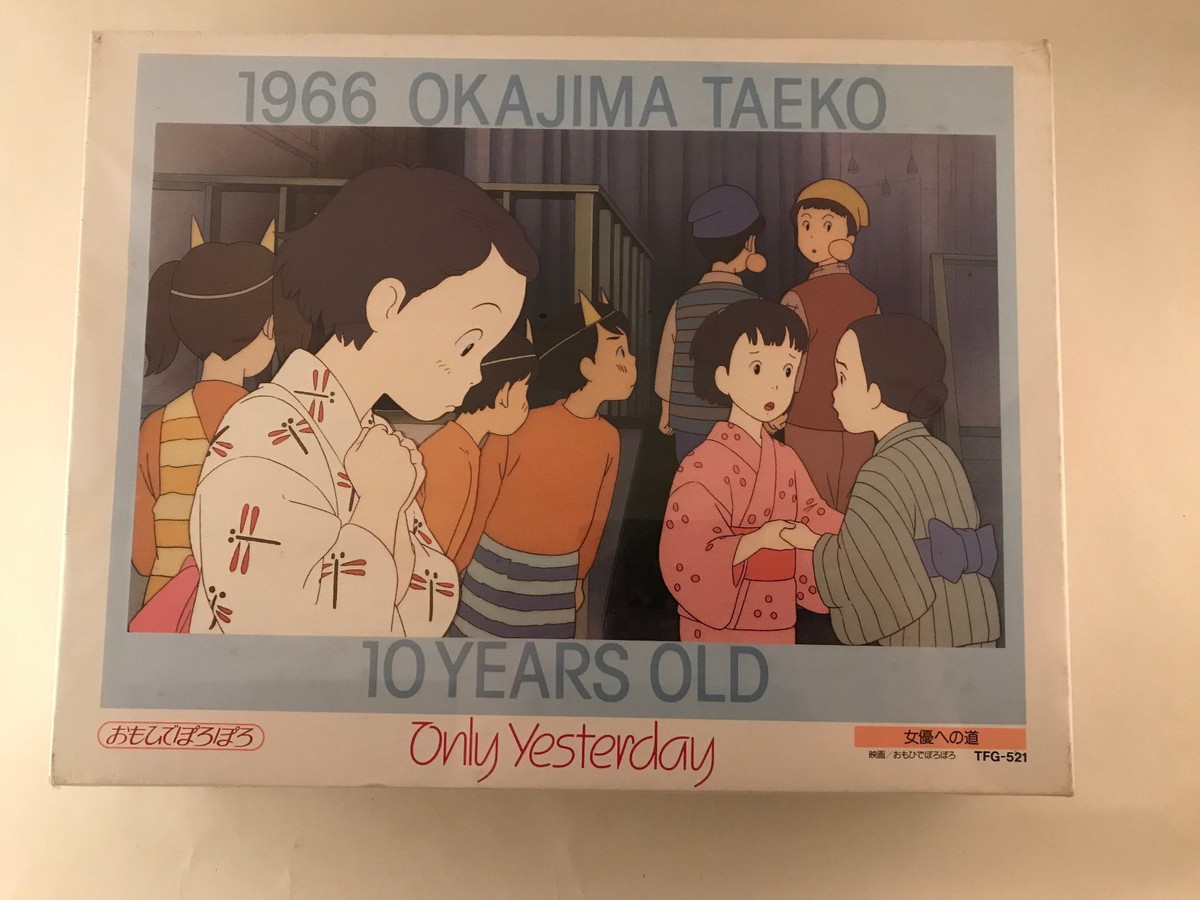 1966 OKAJIMA TAEKO
10 YEARS OLD
おもひでぽろぽろ
Only Yesterday
女優への道
映画/おもひでぽろぽろ TFG-521